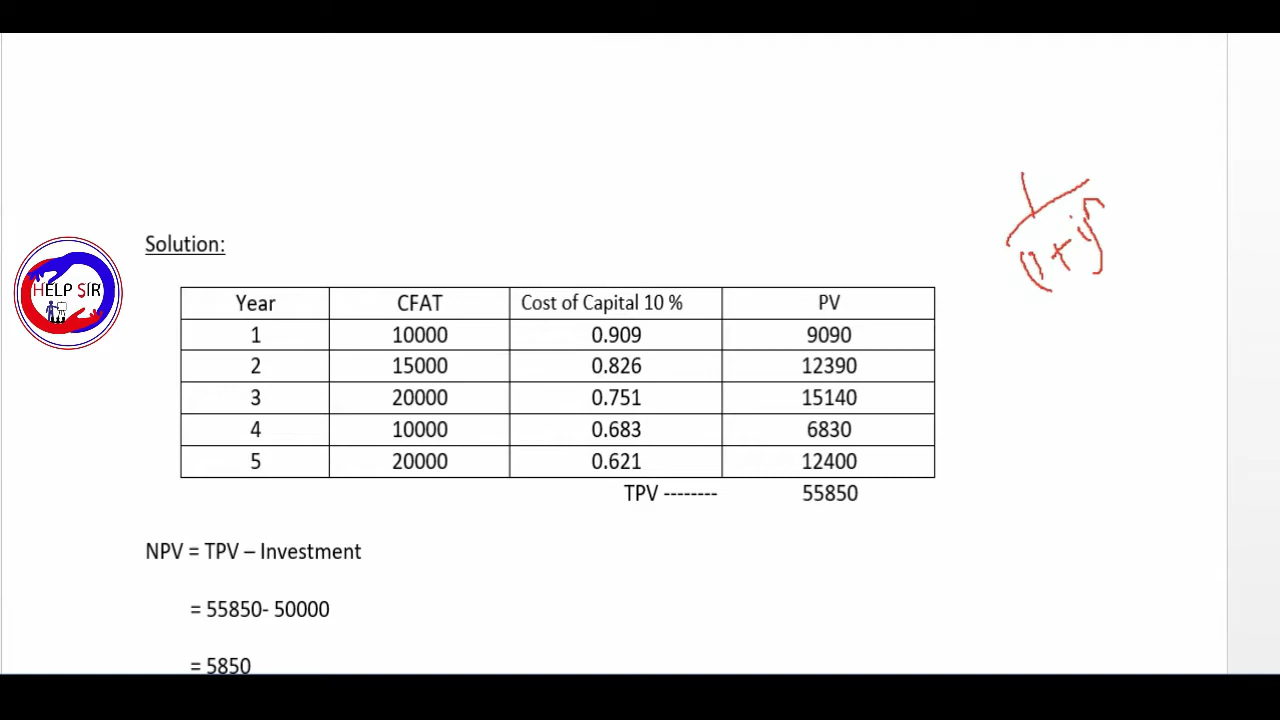 1
(1+i)
Solution:
HELP SIR
Year CFAT Cost of Capital 10 % PV
1 10000 0.909 9090
2 15000 0.826 12390
3 20000 0.751 15140
4 10000 0.683 6830
5 20000 0.621 12400
TPV -------- 55850
NPV = TPV – Investment
= 55850- 50000
= 5850